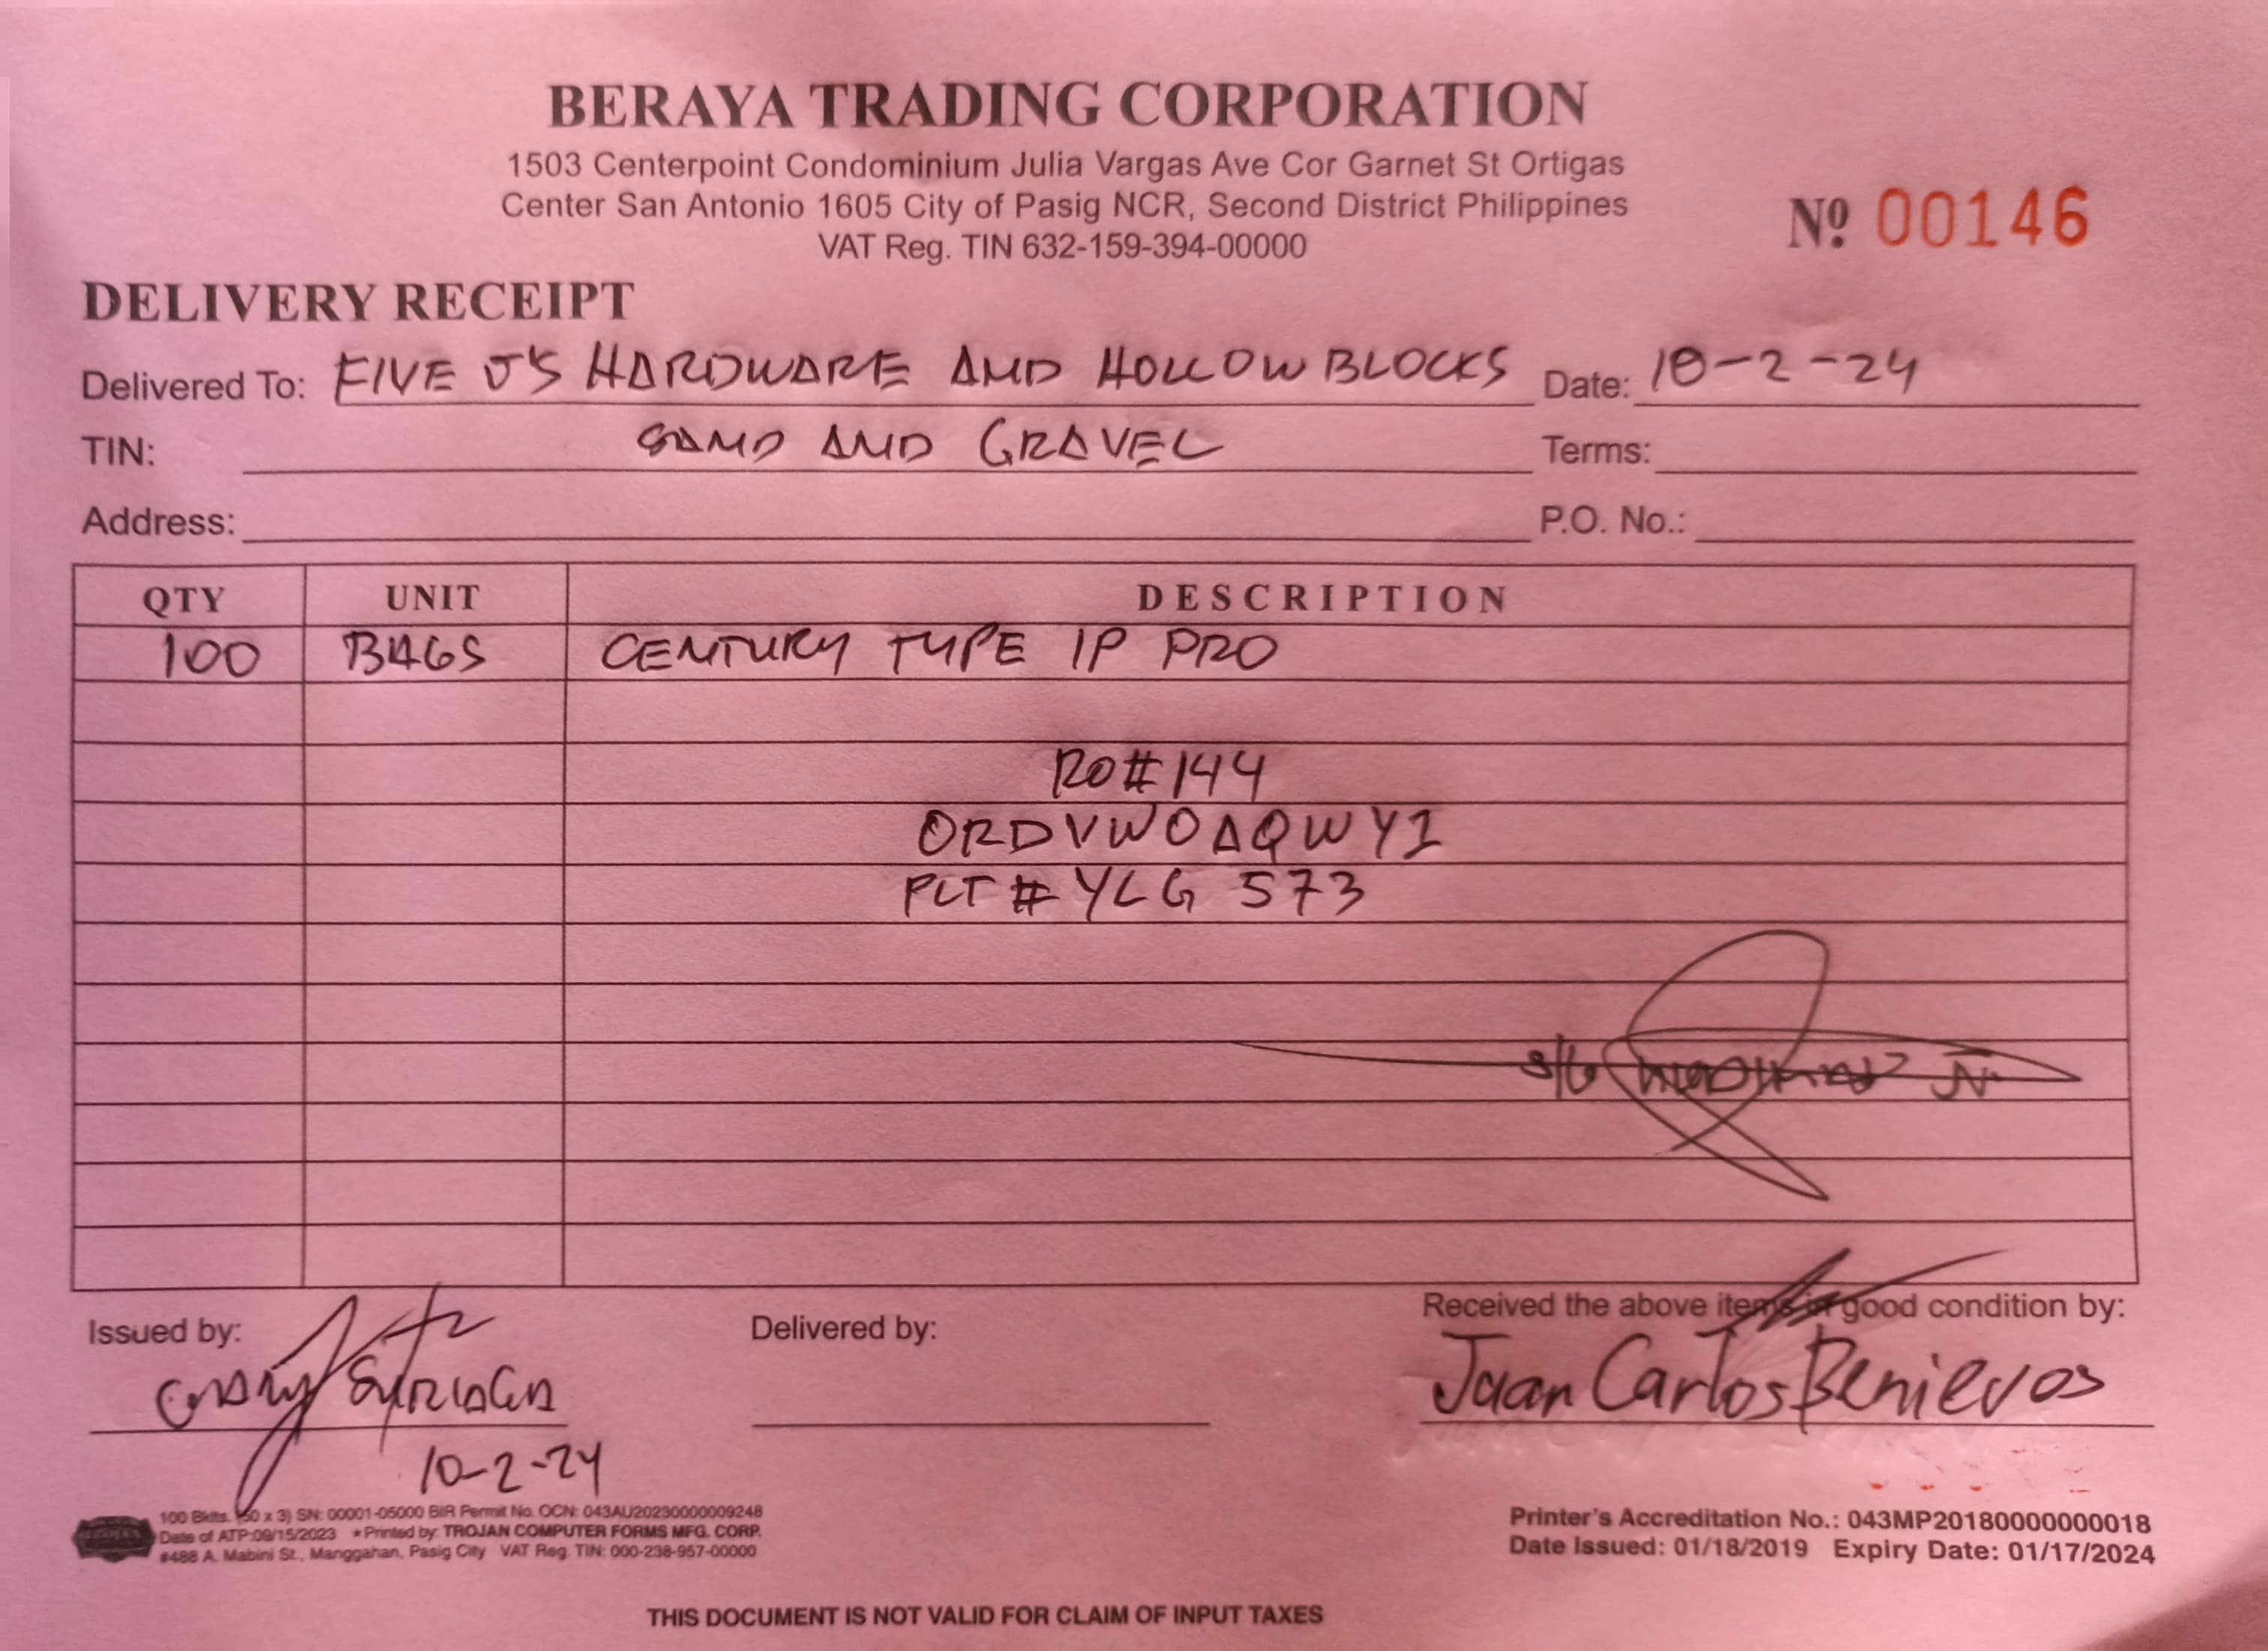 BERAYA TRADING CORPORATION
1503 Centerpoint Condominium Julia Vargas Ave Cor Garnet St Ortigas
Center San Antonio 1605 City of Pasig NCR, Second District Philippines
VAT Reg. TIN 632-159-394-00000
Nº 00146
DELIVERY RECEIPT
Delivered To: FIVE J'S HARDWARE AND HOLLOW BLOCKS Date: 10-2-24
TIN: SAND AND GRAVEL Terms:
Address: P.O. No.:
QTY UNIT DESCRIPTION
100 BAGS CENTURY TYPE 1P PRO
RO#144
ORDVWOAQWY1
PLT # YLG 573
S/G
Issued by: Delivered by: Received the above items in good condition by:
Juan Carlos Benievos
10-2-24
100 Bklts. (50 x 3) SN: 00001-05000 BIR Permit No. OCN: 043AU20230000009248
Date of ATP:09/15/2023 *Printed by: TROJAN COMPUTER FORMS MFG. CORP.
#488 A. Mabini St., Manggahan, Pasig City VAT Reg. TIN: 000-238-957-00000
Printer's Accreditation No.: 043MP20180000000018
Date Issued: 01/18/2019 Expiry Date: 01/17/2024
THIS DOCUMENT IS NOT VALID FOR CLAIM OF INPUT TAXES